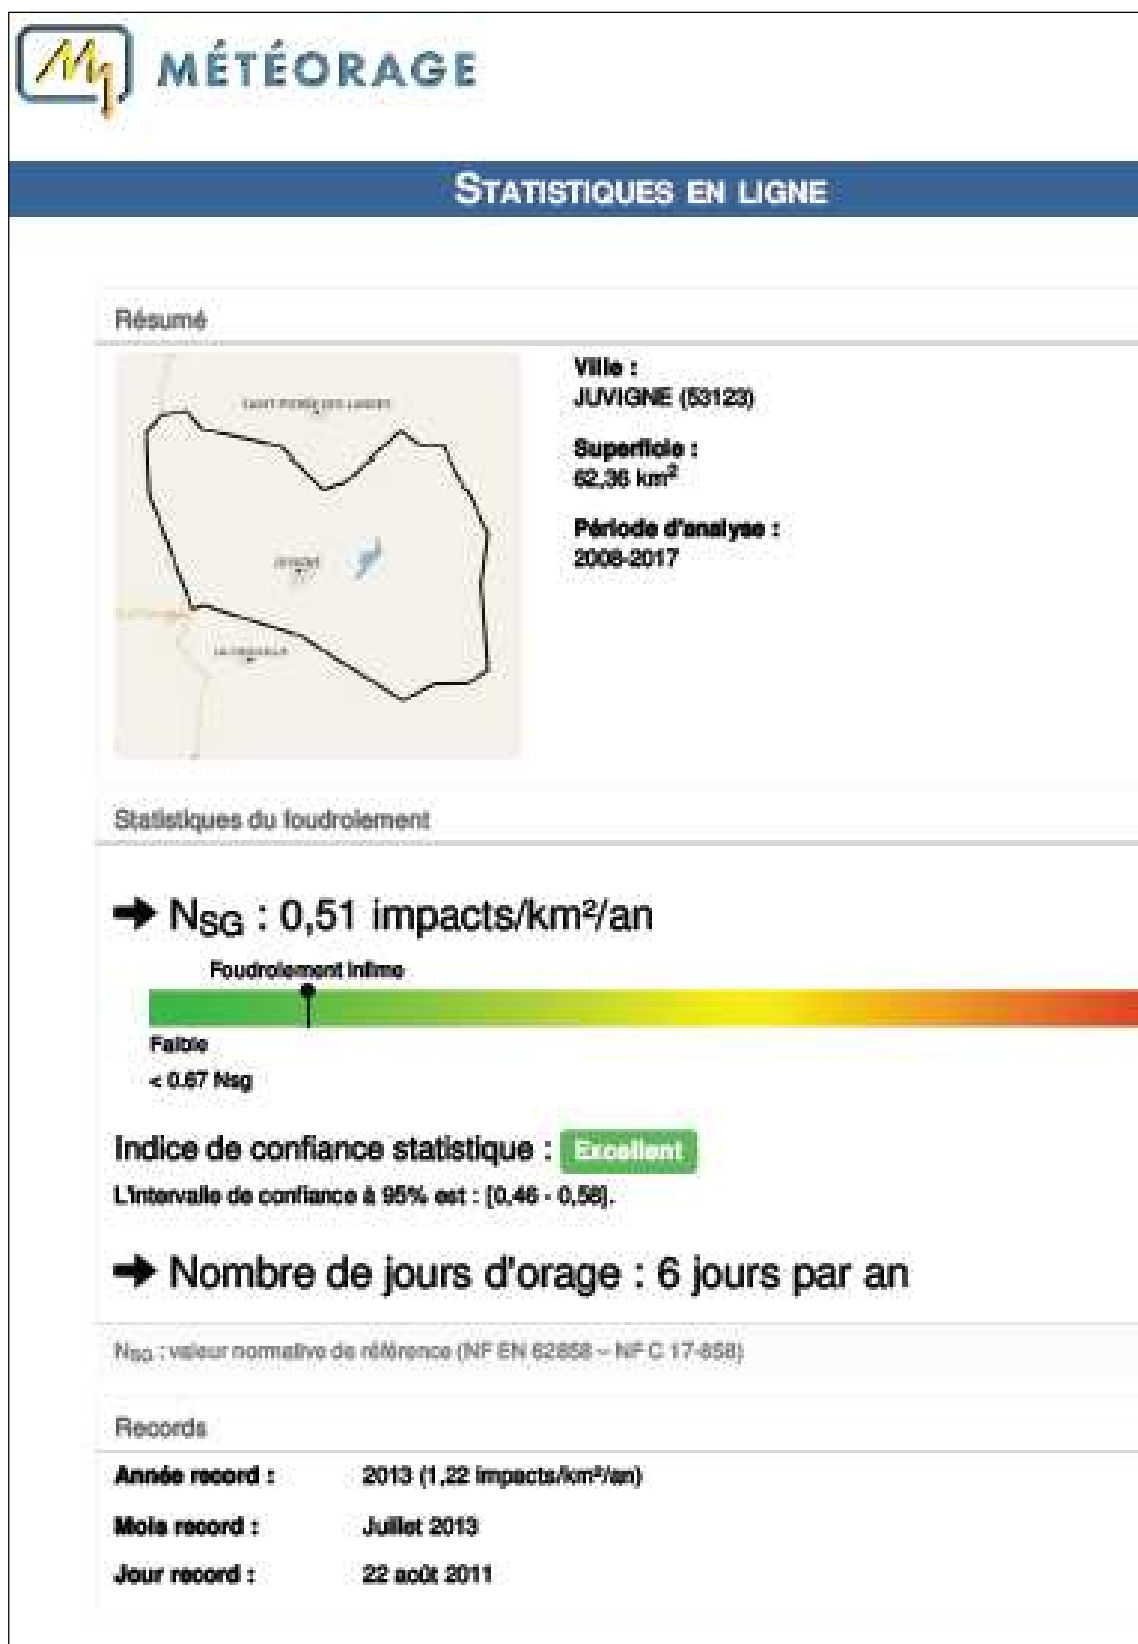 MÉTÉORAGE
STATISTIQUES EN LIGNE
Résumé
Ville :
JUVIGNE (53123)
Superficie :
62,36 km²
Période d'analyse :
2008-2017
Statistiques du foudroiement
NSG : 0,51 impacts/km²/an
Foudroiement infime
Faible
< 0.67 Nsg
Indice de confiance statistique : Excellent
L'intervalle de confiance à 95% est : [0,46 - 0,58].
Nombre de jours d'orage : 6 jours par an
NSG : valeur normative de référence (NF EN 62858 – NF C 17-858)
Records
Année record : 2013 (1,22 impacts/km²/an)
Mois record : Juillet 2013
Jour record : 22 août 2011